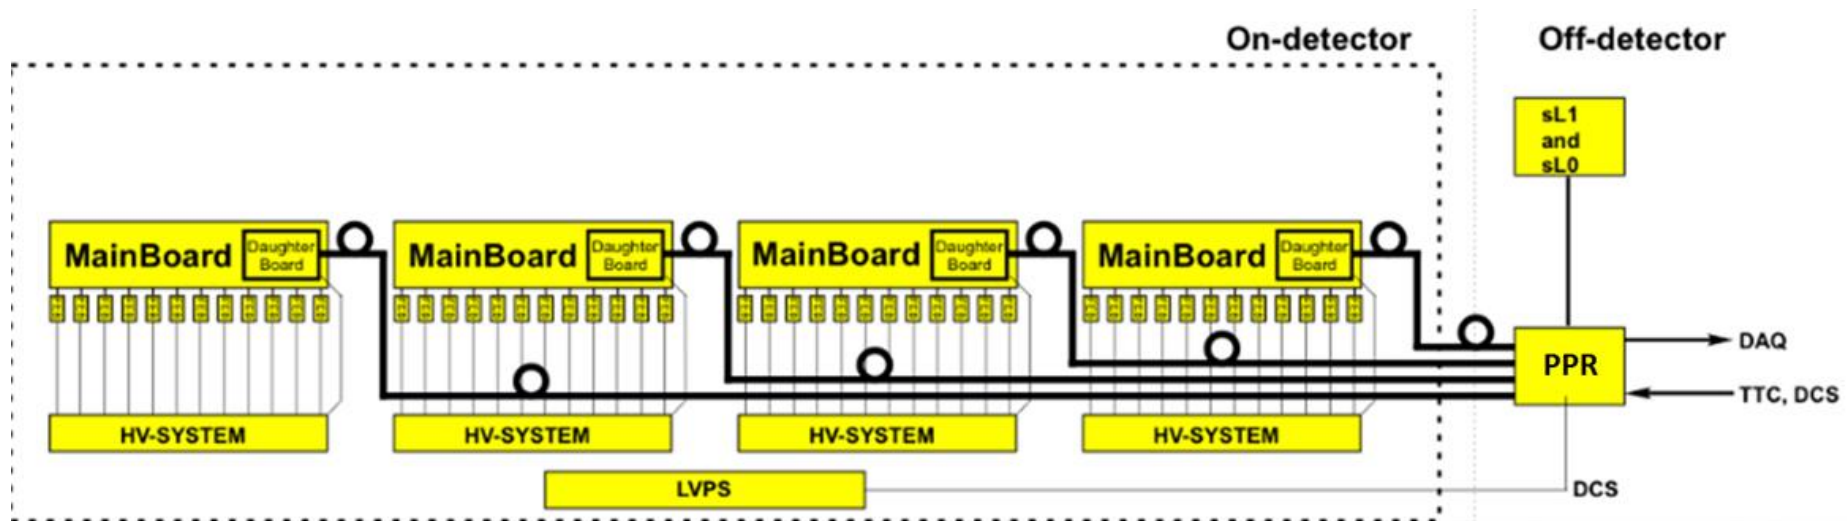 On-detector
Off-detector
sL1
and
sL0
MainBoard
Daughter
Board
MainBoard
Daughter
Board
MainBoard
Daughter
Board
MainBoard
Daughter
Board
PPR
DAQ
TTC, DCS
HV-SYSTEM
HV-SYSTEM
HV-SYSTEM
HV-SYSTEM
LVPS
DCS